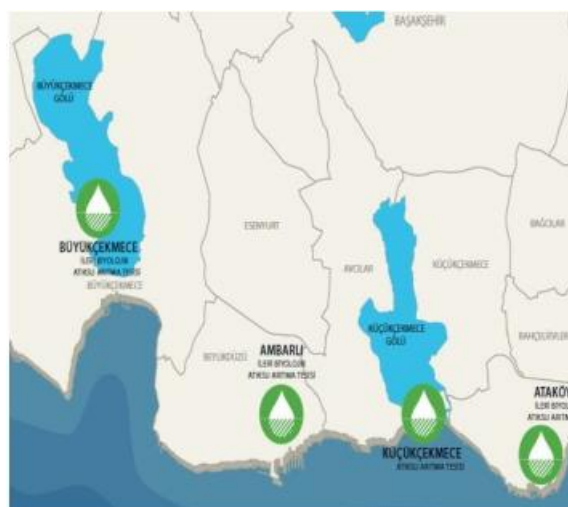 BAŞAKŞEHİR
BÜYÜKÇEKMECE
GÖLÜ
BÜYÜKÇEKMECE
İLERİ BİYOLOJİK
ATIKSU ARITMA TESİSİ
BÜYÜKÇEKMECE
ESENYURT
AVCILAR
KÜÇÜKÇEKMECE
BAĞCILAR
BAHÇELİEVLER
KÜÇÜKÇEKMECE
GÖLÜ
BEYLİKDÜZÜ
AMBARLI
İLERİ BİYOLOJİK
ATIKSU ARITMA TESİSİ
KÜÇÜKÇEKMECE
ATIKSU ARITMA TESİSİ
ATAKÖY
İLERİ BİYOL
ATIKSU ARITM